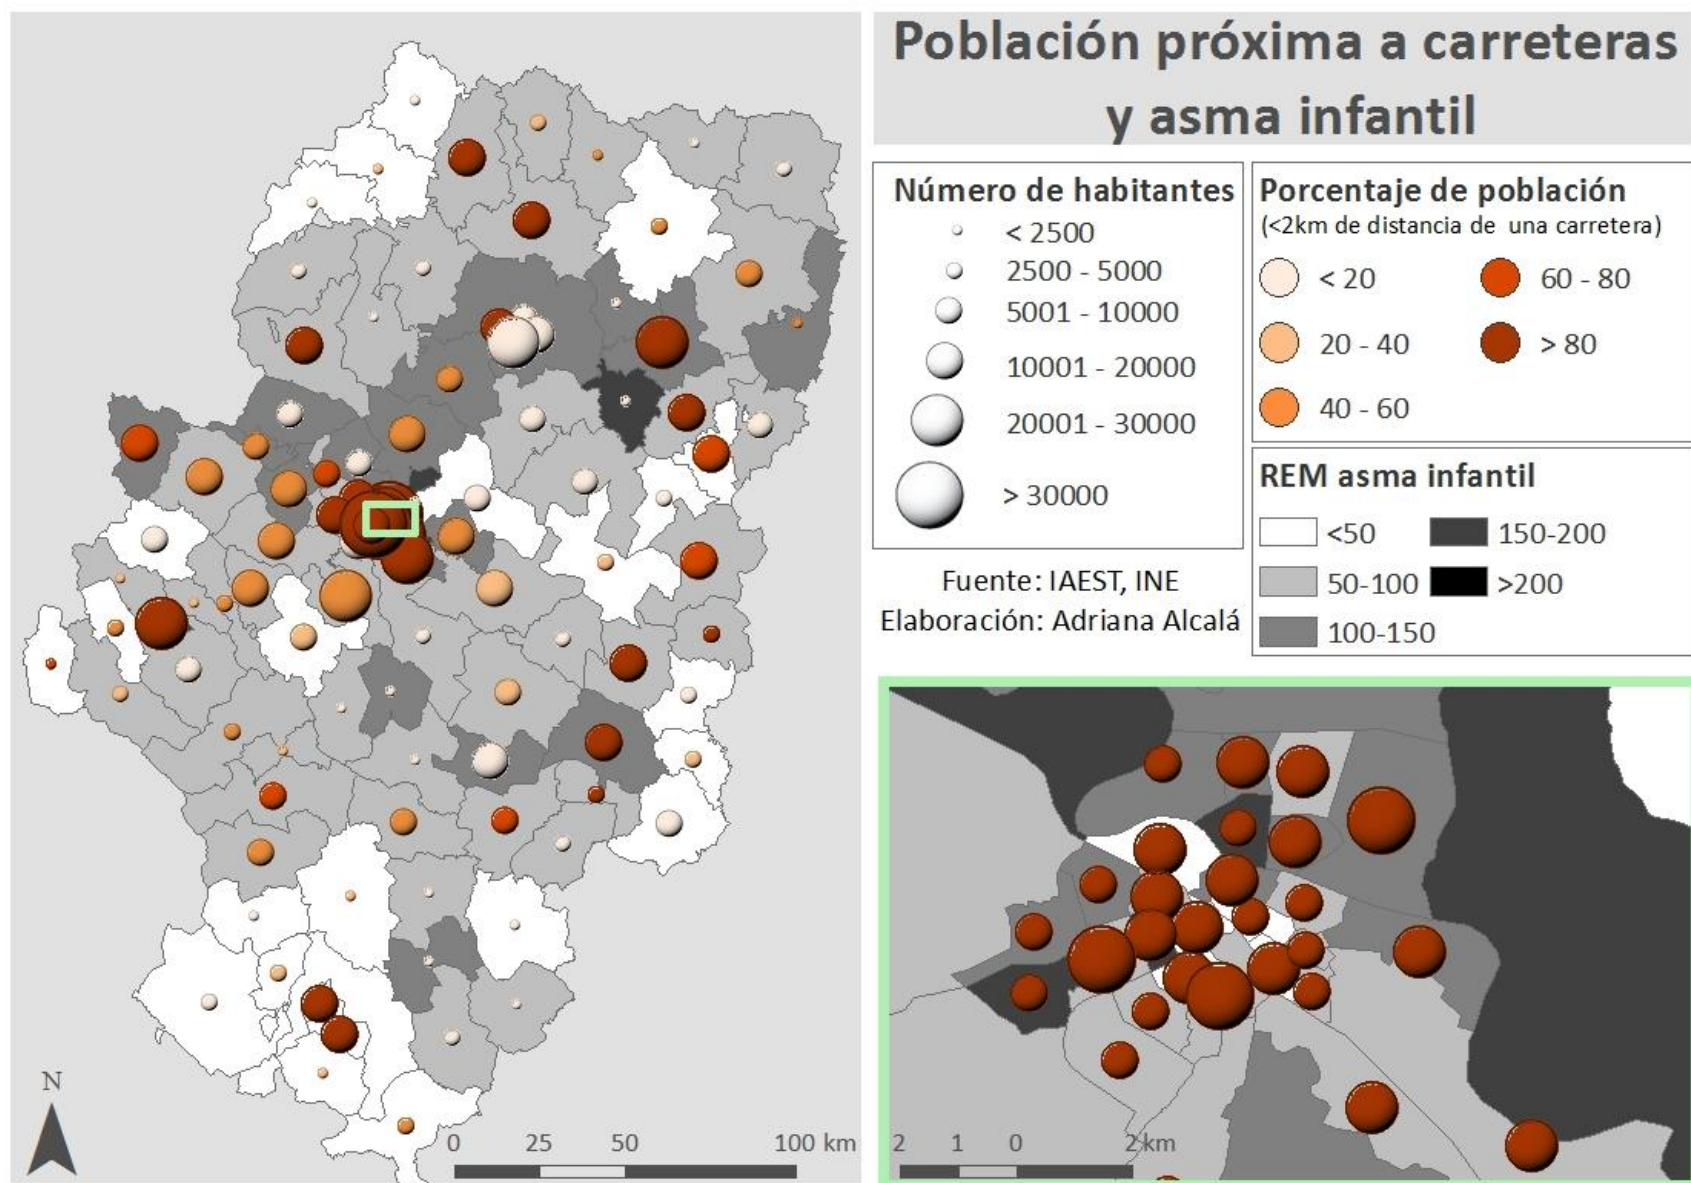 Población próxima a carreteras
y asma infantil
Número de habitantes
< 2500
2500 - 5000
5001 - 10000
10001 - 20000
20001 - 30000
> 30000
Porcentaje de población
(<2km de distancia de una carretera)
< 20
60 - 80
20 - 40
> 80
40 - 60
REM asma infantil
<50
150-200
50-100
>200
100-150
Fuente: IAEST, INE
Elaboración: Adriana Alcalá
N
0 25 50 100 km
2 1 0 2 km